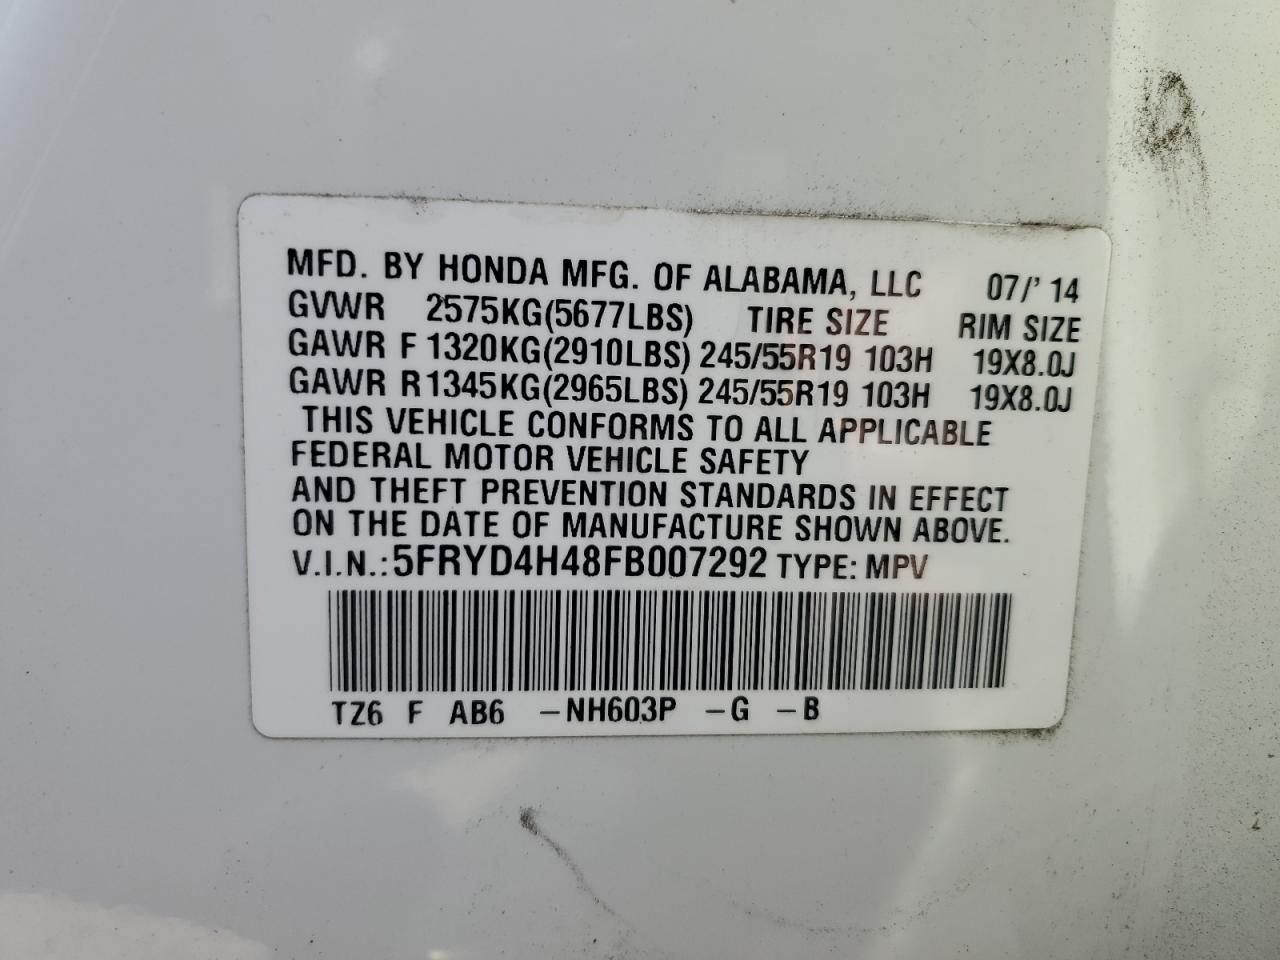 MFD. BY HONDA MFG. OF ALABAMA, LLC 07/' 14
GVWR 2575KG(5677LBS) TIRE SIZE RIM SIZE
GAWR F 1320KG(2910LBS) 245/55R19 103H 19X8.0J
GAWR R1345KG(2965LBS) 245/55R19 103H 19X8.0J
THIS VEHICLE CONFORMS TO ALL APPLICABLE
FEDERAL MOTOR VEHICLE SAFETY
AND THEFT PREVENTION STANDARDS IN EFFECT
ON THE DATE OF MANUFACTURE SHOWN ABOVE.
V.I.N.:5FRYD4H48FB007292 TYPE: MPV
TZ6 F AB6 -NH603P -G -B